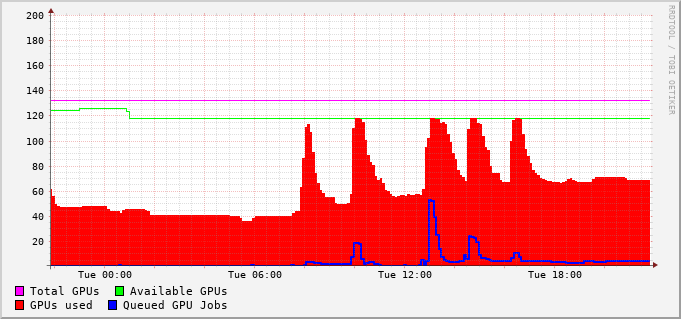 200
180
160
140
120
100
80
60
40
20
Tue 00:00 Tue 06:00 Tue 12:00 Tue 18:00
Total GPUs Available GPUs
GPUs used Queued GPU Jobs
RRDTOOL / TOBI OETIKER